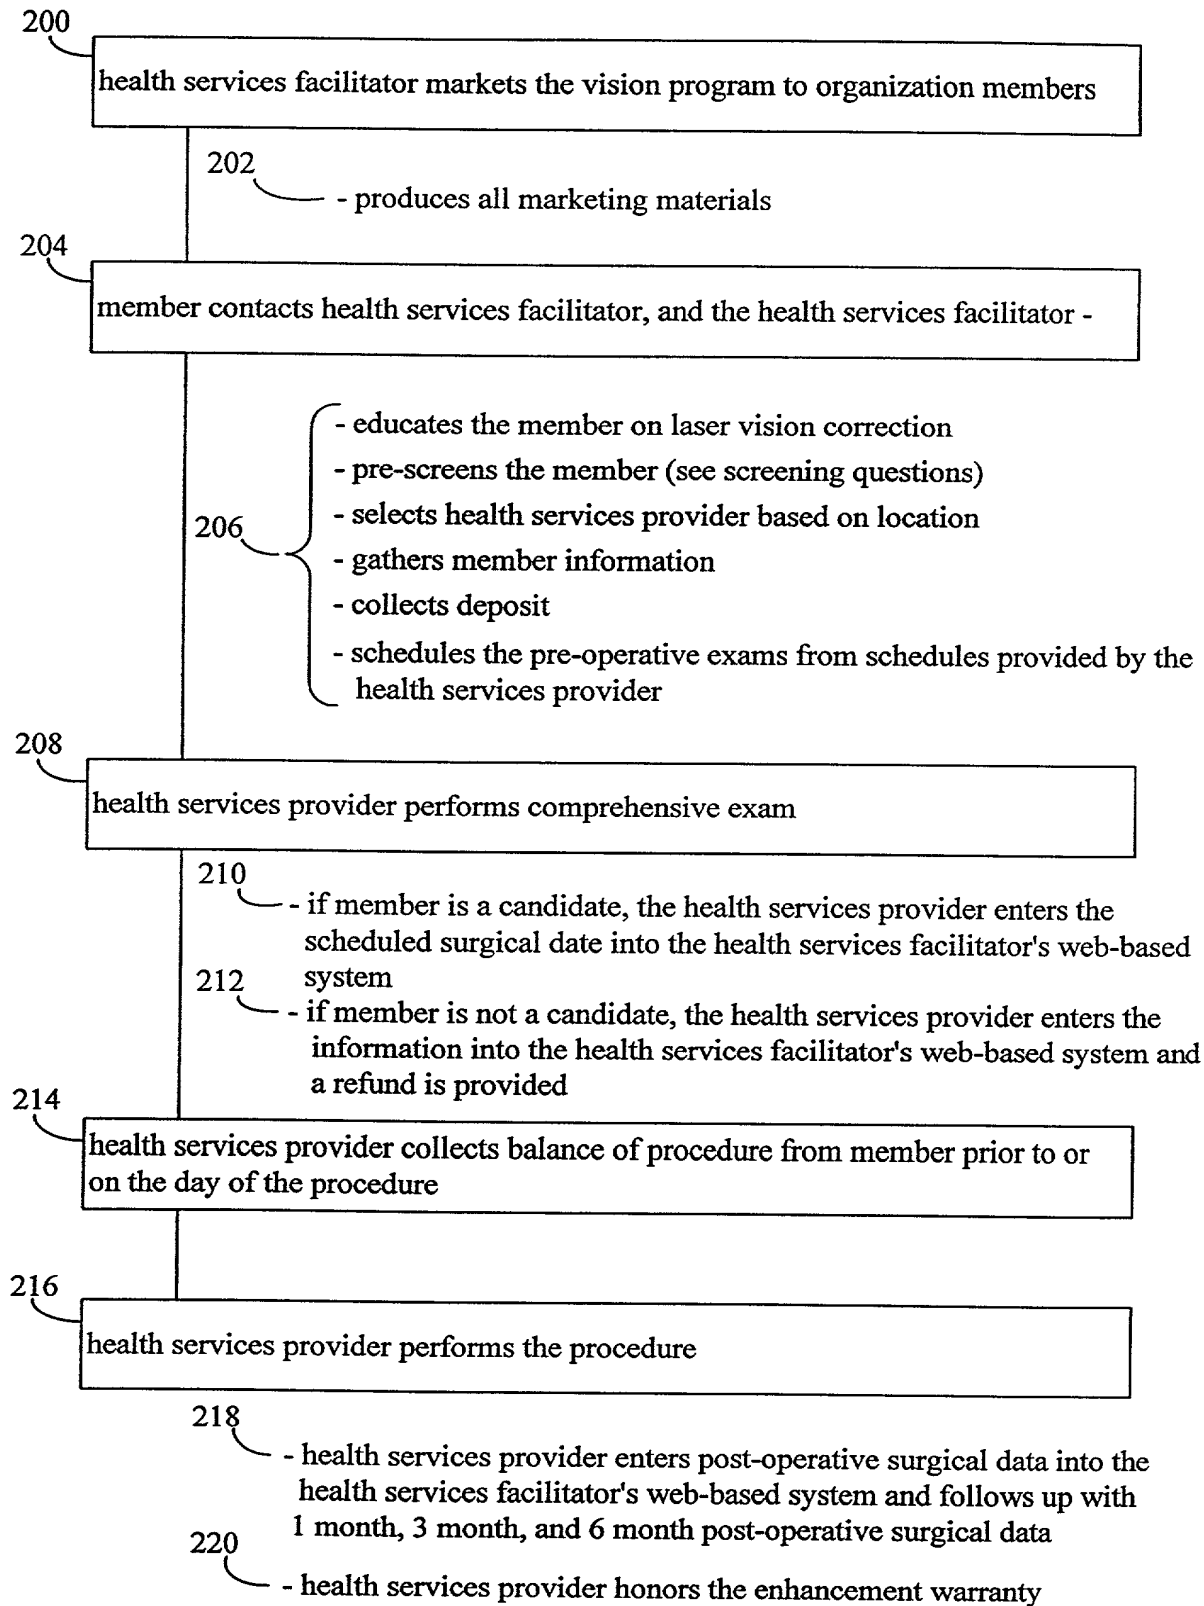 200
health services facilitator markets the vision program to organization members
202
- produces all marketing materials
204
member contacts health services facilitator, and the health services facilitator -
206
- educates the member on laser vision correction
- pre-screens the member (see screening questions)
- selects health services provider based on location
- gathers member information
- collects deposit
- schedules the pre-operative exams from schedules provided by the
health services provider
208
health services provider performs comprehensive exam
210
- if member is a candidate, the health services provider enters the
scheduled surgical date into the health services facilitator's web-based
system
212
- if member is not a candidate, the health services provider enters the
information into the health services facilitator's web-based system and
a refund is provided
214
health services provider collects balance of procedure from member prior to or
on the day of the procedure
216
health services provider performs the procedure
218
- health services provider enters post-operative surgical data into the
health services facilitator's web-based system and follows up with
1 month, 3 month, and 6 month post-operative surgical data
220
- health services provider honors the enhancement warranty